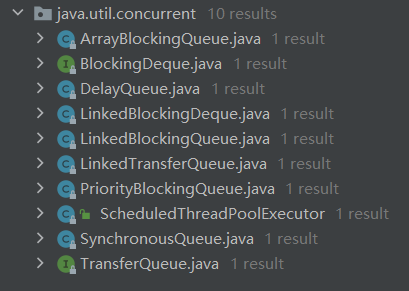 java.util.concurrent 10 results
C ArrayBlockingQueue.java 1 result
I BlockingDeque.java 1 result
C DelayQueue.java 1 result
C LinkedBlockingDeque.java 1 result
C LinkedBlockingQueue.java 1 result
C LinkedTransferQueue.java 1 result
C PriorityBlockingQueue.java 1 result
C ScheduledThreadPoolExecutor 1 result
C SynchronousQueue.java 1 result
I TransferQueue.java 1 result